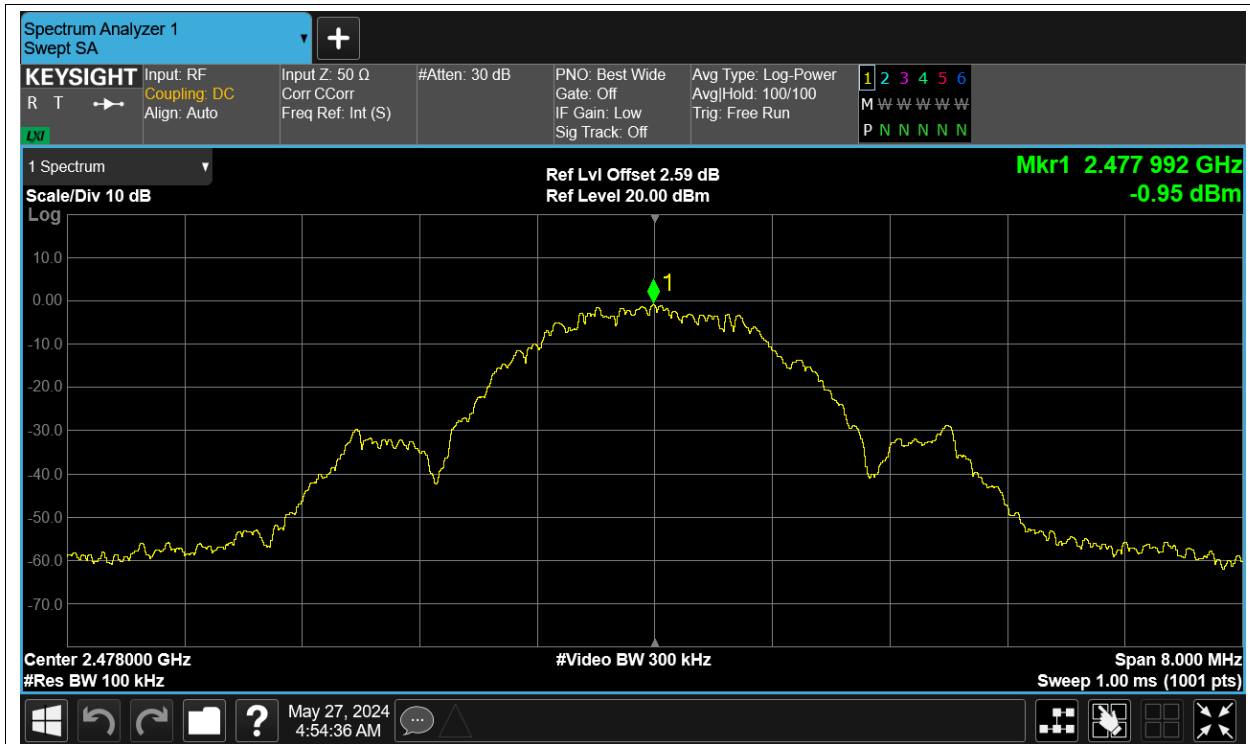 Spectrum Analyzer 1
Swept SA
KEYSIGHT
R T
LXI
Input: RF
Coupling: DC
Align: Auto
Input Z: 50 Ω
Corr CCorr
Freq Ref: Int (S)
#Atten: 30 dB
PNO: Best Wide
Gate: Off
IF Gain: Low
Sig Track: Off
Avg Type: Log-Power
Avg|Hold: 100/100
Trig: Free Run
1 2 3 4 5 6
M W W W W W
P N N N N N
1 Spectrum
Scale/Div 10 dB
Ref Lvl Offset 2.59 dB
Ref Level 20.00 dBm
Mkr1 2.477 992 GHz
-0.95 dBm
Log
10.0
0.00
-10.0
-20.0
-30.0
-40.0
-50.0
-60.0
-70.0
1
Center 2.478000 GHz
#Res BW 100 kHz
#Video BW 300 kHz
Span 8.000 MHz
Sweep 1.00 ms (1001 pts)
?
May 27, 2024
4:54:36 AM